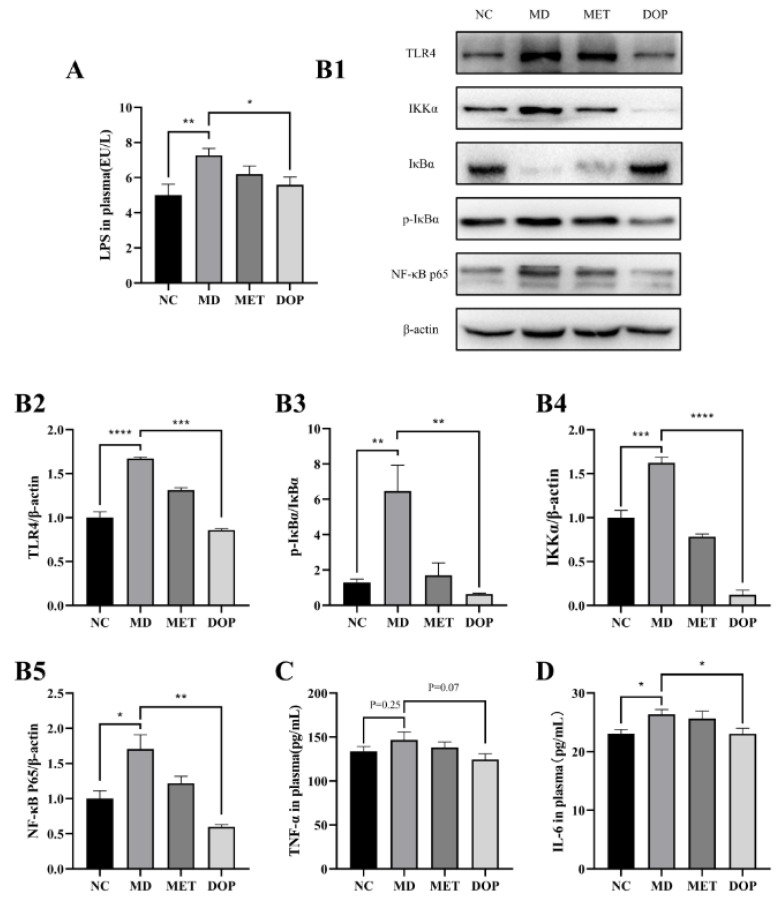 NC MD MET DOP
A
B1
TLR4
IKKα
IκBα
p-IκBα
NF-κB p65
β-actin
LPS in plasma(EU/L)
10
8
6
4
2
0
**
*
NC MD MET DOP
B2
TLR4/β-actin
2.0
1.5
1.0
0.5
0.0
****
***
NC MD MET DOP
B3
p-IκBα/IκBα
10
8
6
4
2
0
**
**
NC MD MET DOP
B4
IKKα/β-actin
2.0
1.5
1.0
0.5
0.0
***
****
NC MD MET DOP
B5
NF-κB P65/β-actin
2.5
2.0
1.5
1.0
0.5
0.0
*
**
NC MD MET DOP
C
TNF-α in plasma(pg/mL)
200
150
100
50
0
P=0.25
P=0.07
NC MD MET DOP
D
IL-6 in plasma (pg/mL)
30
20
10
0
*
*
NC MD MET DOP